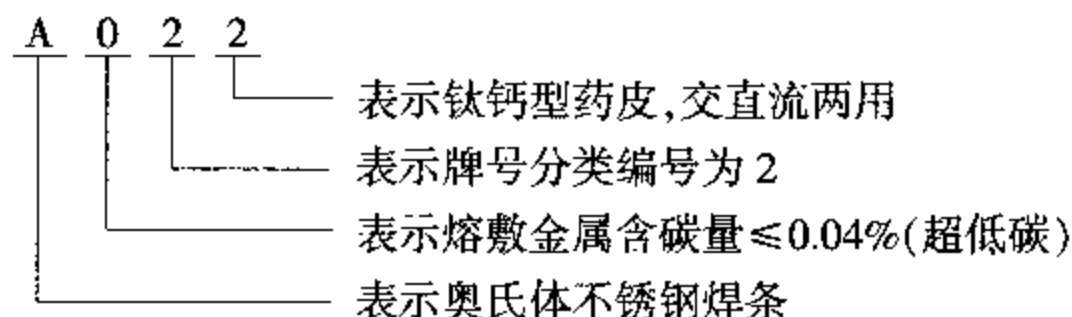 A 0 2 2
表示钛钙型药皮,交直流两用
表示牌号分类编号为2
表示熔敷金属含碳量≤0.04%(超低碳)
表示奥氏体不锈钢焊条